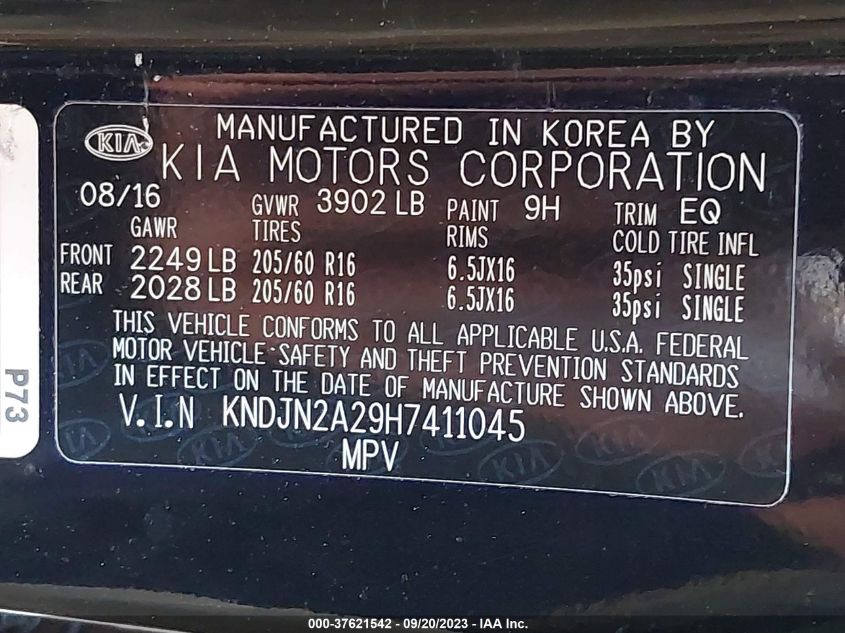 MANUFACTURED IN KOREA BY
KIA KIA MOTORS CORPORATION
08/16 GVWR 3902 LB PAINT 9H TRIM EQ
GAWR TIRES RIMS COLD TIRE INFL
FRONT 2249 LB 205/60 R16 6.5JX16 35psi SINGLE
REAR 2028 LB 205/60 R16 6.5JX16 35psi SINGLE
THIS VEHICLE CONFORMS TO ALL APPLICABLE U.S.A. FEDERAL
MOTOR VEHICLE SAFETY AND THEFT PREVENTION STANDARDS
IN EFFECT ON THE DATE OF MANUFACTURE SHOWN ABOVE.
V.I.N KNDJN2A29H7411045
MPV
P73
000-37621542 - 09/20/2023 - IAA Inc.